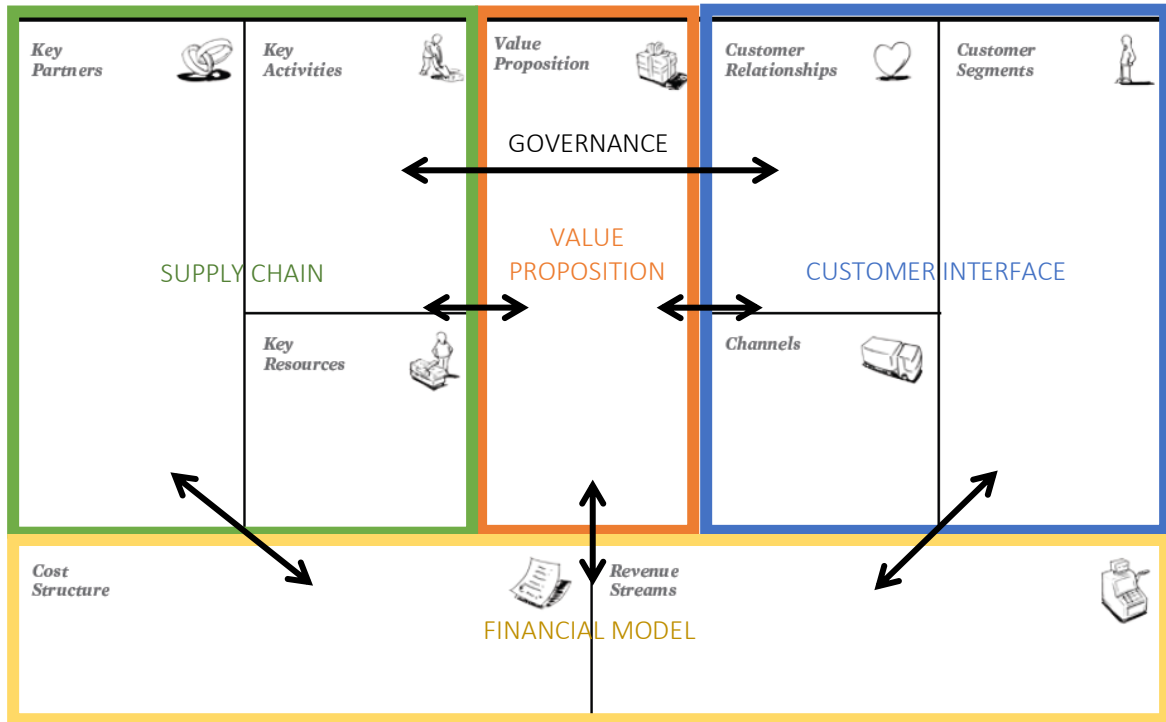 Key
Partners
Key
Activities
Value
Proposition
Customer
Relationships
Customer
Segments
GOVERNANCE
SUPPLY CHAIN
VALUE
PROPOSITION
CUSTOMER INTERFACE
Key
Resources
Channels
Cost
Structure
Revenue
Streams
FINANCIAL MODEL